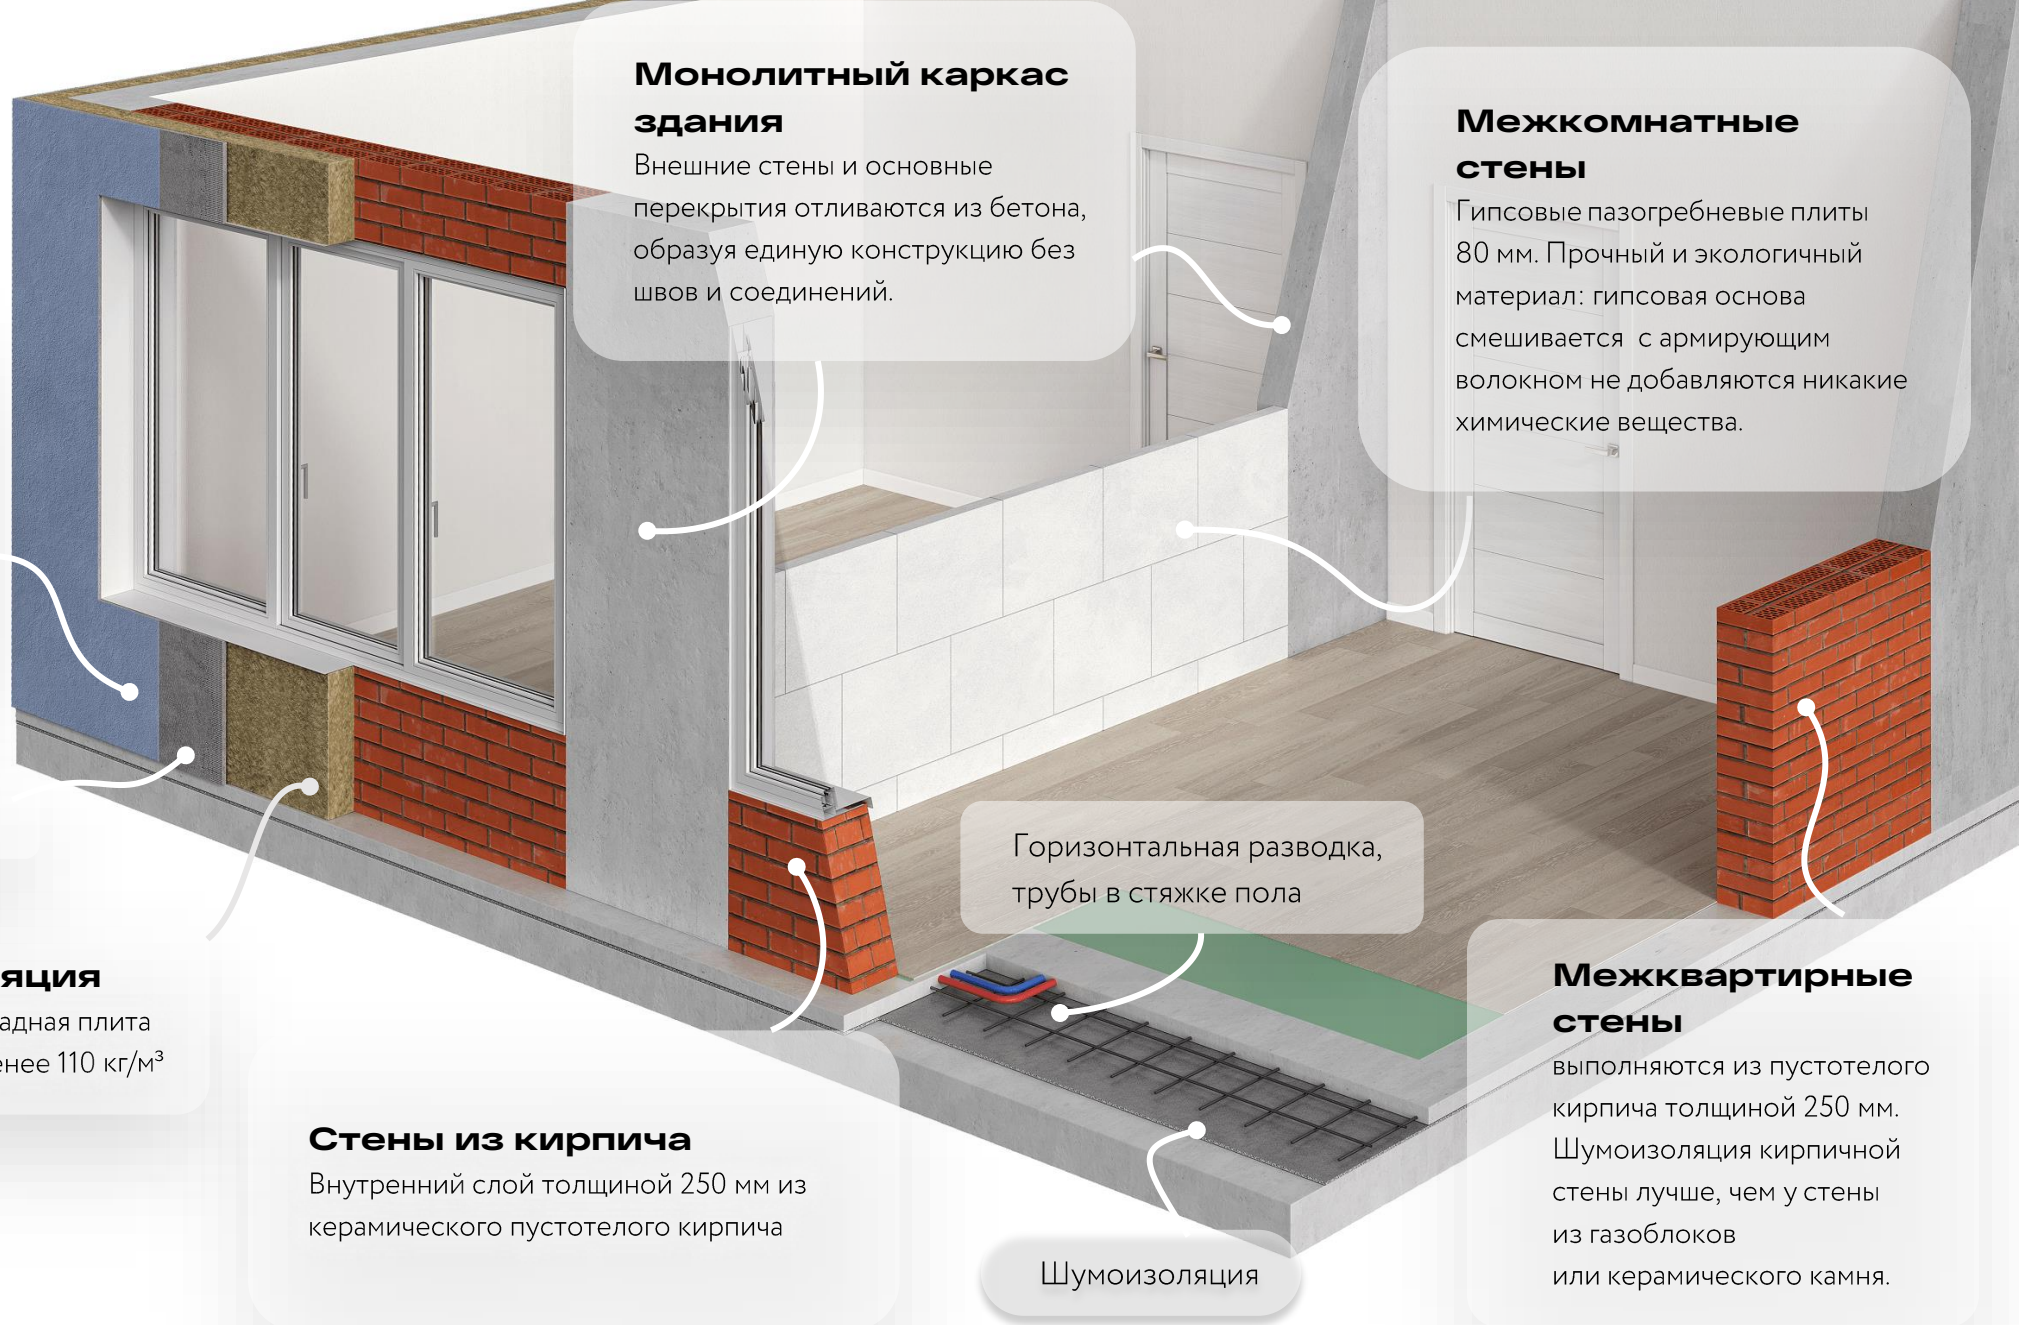 Монолитный каркас
здания
Внешние стены и основные
перекрытия отливаются из бетона,
образуя единую конструкцию без
швов и соединений.
Межкомнатные
стены
Гипсовые пазогребневые плиты
80 мм. Прочный и экологичный
материал: гипсовая основа
смешивается с армирующим
волокном не добавляются никакие
химические вещества.
Горизонтальная разводка,
трубы в стяжке пола
яция
адная плита
енее 110 кг/м³
Стены из кирпича
Внутренний слой толщиной 250 мм из
керамического пустотелого кирпича
Шумоизоляция
Межквартирные
стены
выполняются из пустотелого
кирпича толщиной 250 мм.
Шумоизоляция кирпичной
стены лучше, чем у стены
из газоблоков
или керамического камня.